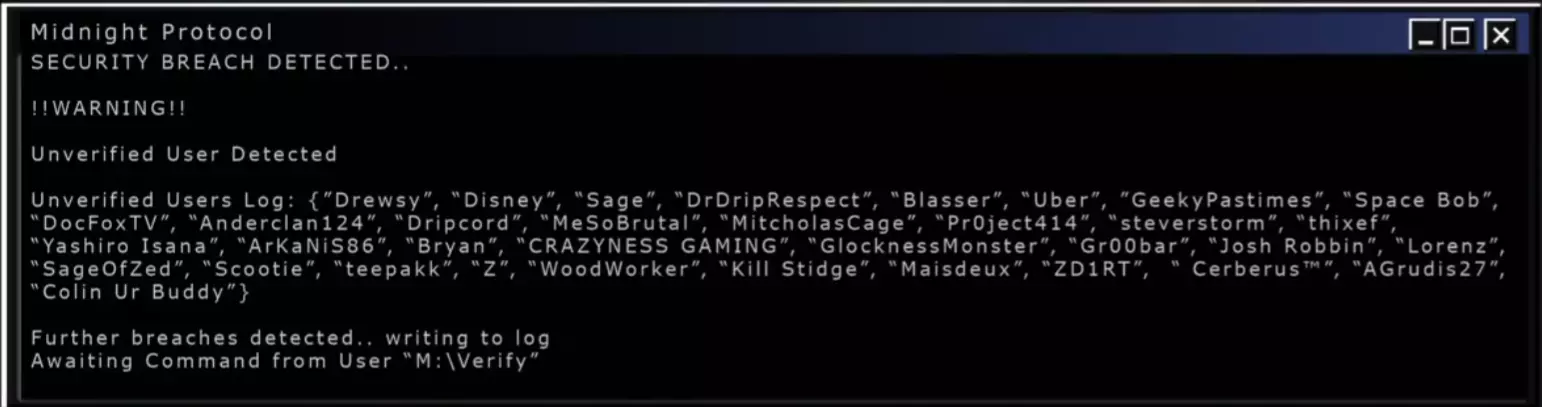 Midnight Protocol
SECURITY BREACH DETECTED..
!!WARNING!!
Unverified User Detected
Unverified Users Log: {”Drewsy”, “Disney”, “Sage”, “DrDripRespect”, “Blasser”, “Uber”, ”GeekyPastimes”, “Space Bob”,
“DocFoxTV”, “Anderclan124”, “Dripcord”, “MeSoBrutal”, “MitcholasCage”, “Pr0ject414”, “steverstorm”, “thixef”,
“Yashiro Isana”, “ArKaNiS86”, “Bryan”, “CRAZYNESS GAMING”, “GlocknessMonster”, “Gr00bar”, “Josh Robbin”, “Lorenz”,
“SageOfZed”, “Scootie”, “teepakk”, “Z”, “WoodWorker”, “Kill Stidge”, “Maisdeux”, “ZD1RT”, “ Cerberus™”, “AGrudis27”,
“Colin Ur Buddy”}
Further breaches detected.. writing to log
Awaiting Command from User “M:\Verify”